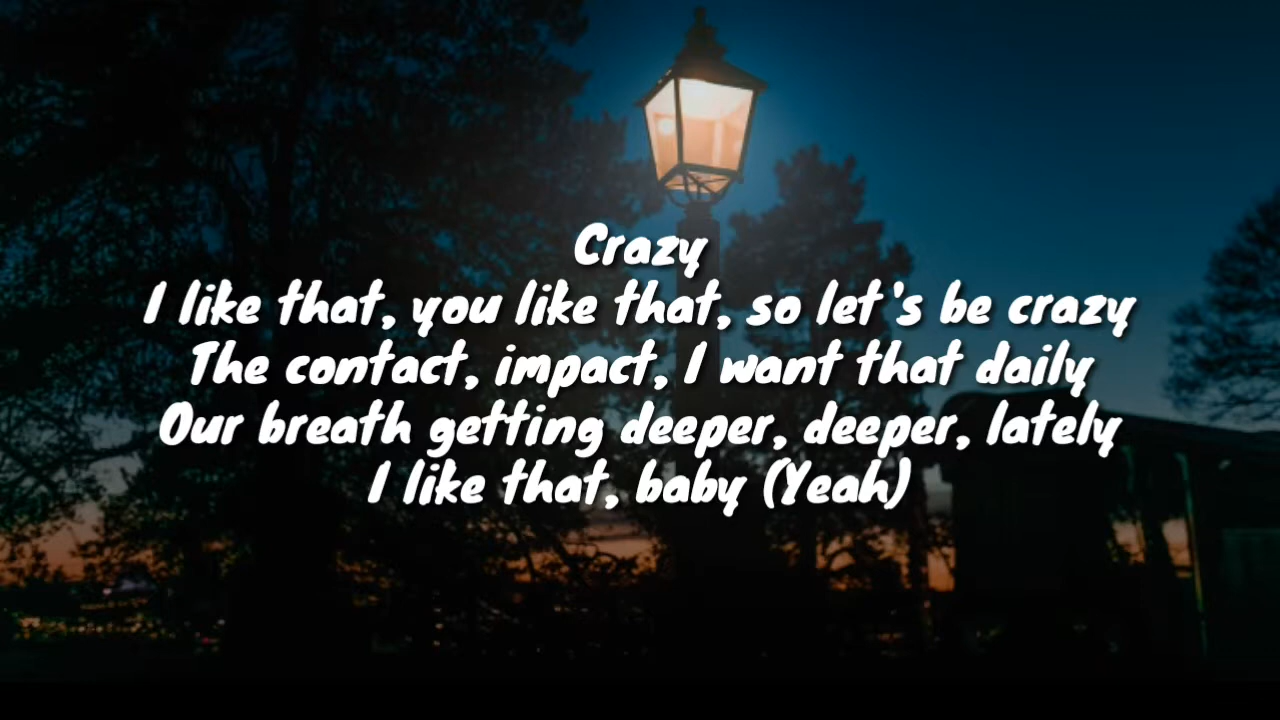 Crazy
I like that, you like that, so let's be crazy
The contact, impact, I want that daily
Our breath getting deeper, deeper, lately
I like that, baby (Yeah)